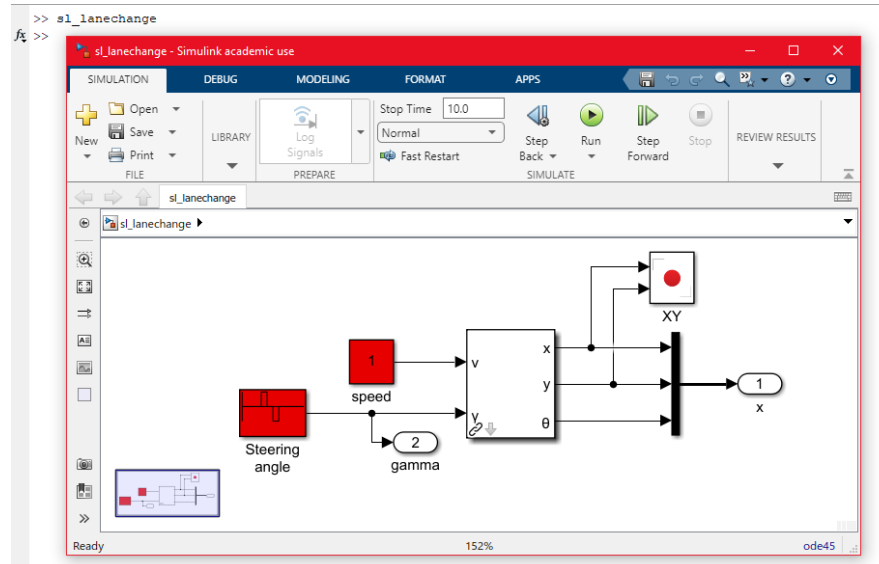 >> sl_lanechange
fx >>
sl_lanechange - Simulink academic use
SIMULATION DEBUG MODELING FORMAT APPS
New
Open
Save
Print
FILE
LIBRARY
Log
Signals
PREPARE
Stop Time 10.0
Normal
Fast Restart
Step
Back
Run
Step
Forward
Stop
SIMULATE
REVIEW RESULTS
sl_lanechange
sl_lanechange
XY
1
speed
v
γ
x
y
θ
1
x
Steering
angle
2
gamma
Ready 152% ode45